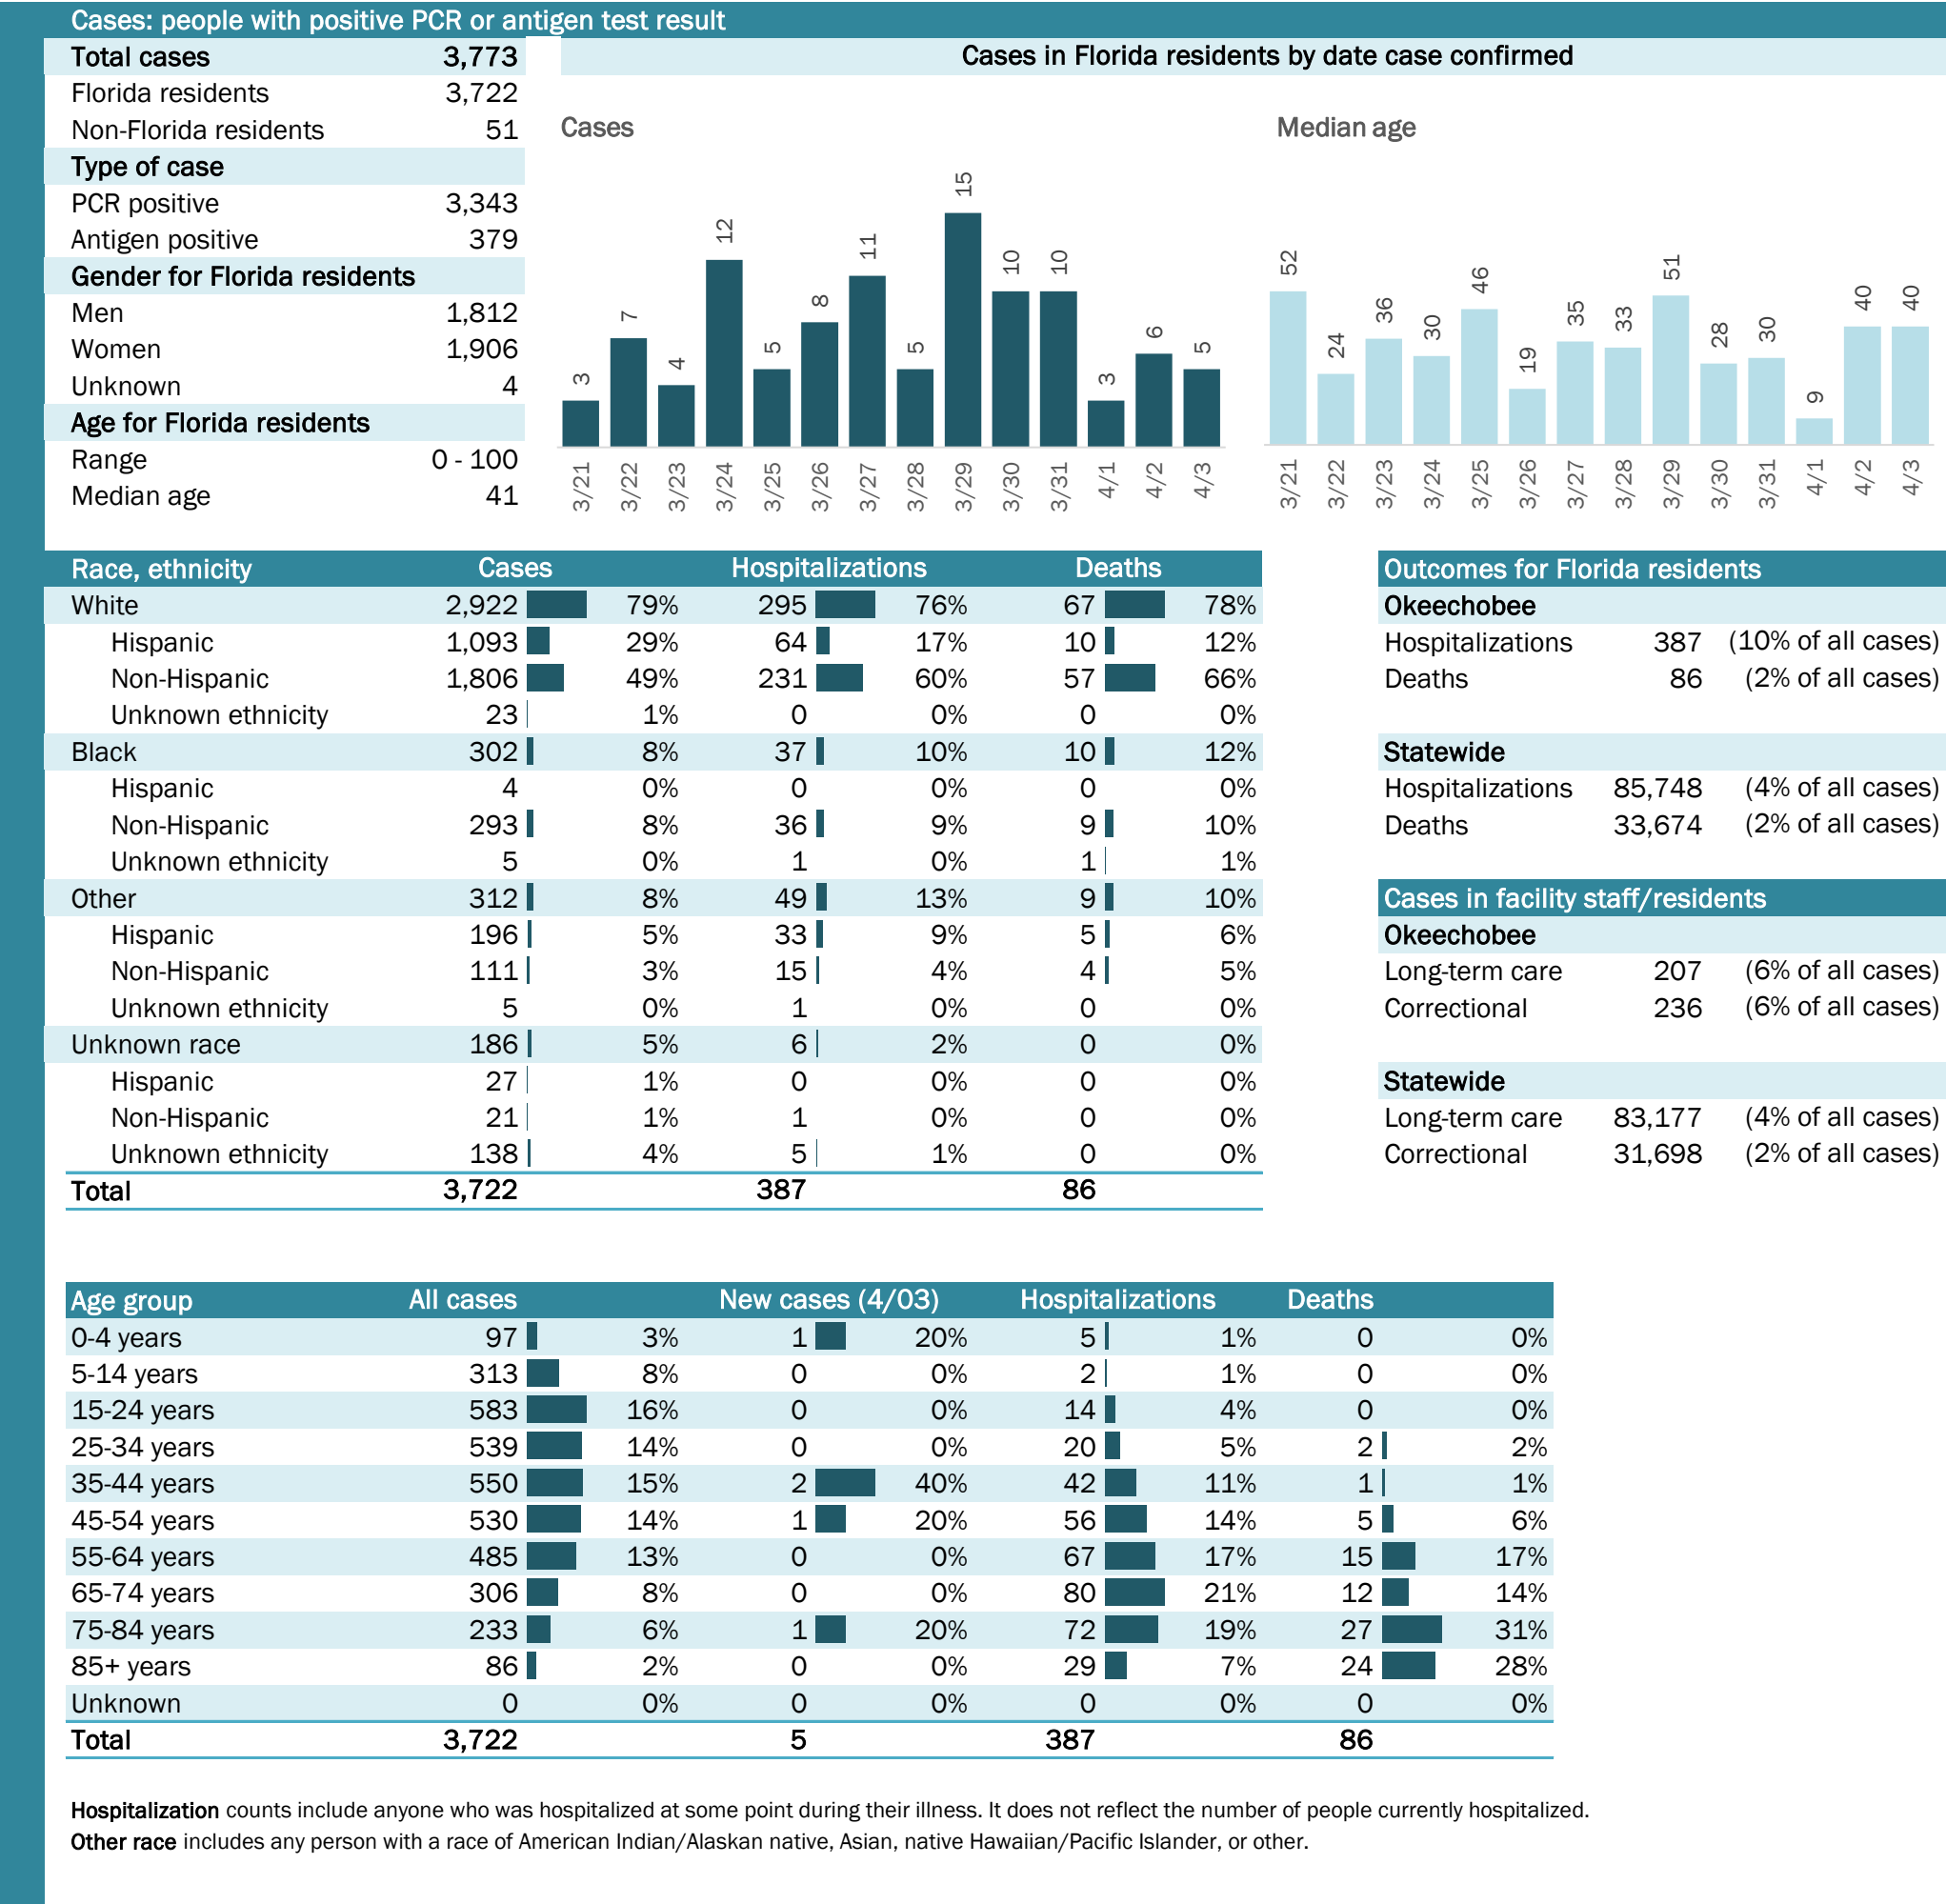 Cases: people with positive PCR or antigen test result
Total cases 3,773
Florida residents 3,722
Non-Florida residents 51
Type of case
PCR positive 3,343
Antigen positive 379
Gender for Florida residents
Men 1,812
Women 1,906
Unknown 4
Age for Florida residents
Range 0 - 100
Median age 41
Cases in Florida residents by date case confirmed
Cases
3 7 4 12 5 8 11 5 15 10 10 3 6 5
3/21 3/22 3/23 3/24 3/25 3/26 3/27 3/28 3/29 3/30 3/31 4/1 4/2 4/3
Median age
52 24 36 30 46 19 35 33 51 28 30 9 40 40
3/21 3/22 3/23 3/24 3/25 3/26 3/27 3/28 3/29 3/30 3/31 4/1 4/2 4/3
Race, ethnicity Cases Hospitalizations Deaths
White 2,922 79% 295 76% 67 78%
Hispanic 1,093 29% 64 17% 10 12%
Non-Hispanic 1,806 49% 231 60% 57 66%
Unknown ethnicity 23 1% 0 0% 0 0%
Black 302 8% 37 10% 10 12%
Hispanic 4 0% 0 0% 0 0%
Non-Hispanic 293 8% 36 9% 9 10%
Unknown ethnicity 5 0% 1 0% 1 1%
Other 312 8% 49 13% 9 10%
Hispanic 196 5% 33 9% 5 6%
Non-Hispanic 111 3% 15 4% 4 5%
Unknown ethnicity 5 0% 1 0% 0 0%
Unknown race 186 5% 6 2% 0 0%
Hispanic 27 1% 0 0% 0 0%
Non-Hispanic 21 1% 1 0% 0 0%
Unknown ethnicity 138 4% 5 1% 0 0%
Total 3,722 387 86
Outcomes for Florida residents
Okeechobee
Hospitalizations 387 (10% of all cases)
Deaths 86 (2% of all cases)
Statewide
Hospitalizations 85,748 (4% of all cases)
Deaths 33,674 (2% of all cases)
Cases in facility staff/residents
Okeechobee
Long-term care 207 (6% of all cases)
Correctional 236 (6% of all cases)
Statewide
Long-term care 83,177 (4% of all cases)
Correctional 31,698 (2% of all cases)
Age group All cases New cases (4/03) Hospitalizations Deaths
0-4 years 97 3% 1 20% 5 1% 0 0%
5-14 years 313 8% 0 0% 2 1% 0 0%
15-24 years 583 16% 0 0% 14 4% 0 0%
25-34 years 539 14% 0 0% 20 5% 2 2%
35-44 years 550 15% 2 40% 42 11% 1 1%
45-54 years 530 14% 1 20% 56 14% 5 6%
55-64 years 485 13% 0 0% 67 17% 15 17%
65-74 years 306 8% 0 0% 80 21% 12 14%
75-84 years 233 6% 1 20% 72 19% 27 31%
85+ years 86 2% 0 0% 29 7% 24 28%
Unknown 0 0% 0 0% 0 0% 0 0%
Total 3,722 5 387 86
Hospitalization counts include anyone who was hospitalized at some point during their illness. It does not reflect the number of people currently hospitalized.
Other race includes any person with a race of American Indian/Alaskan native, Asian, native Hawaiian/Pacific Islander, or other.